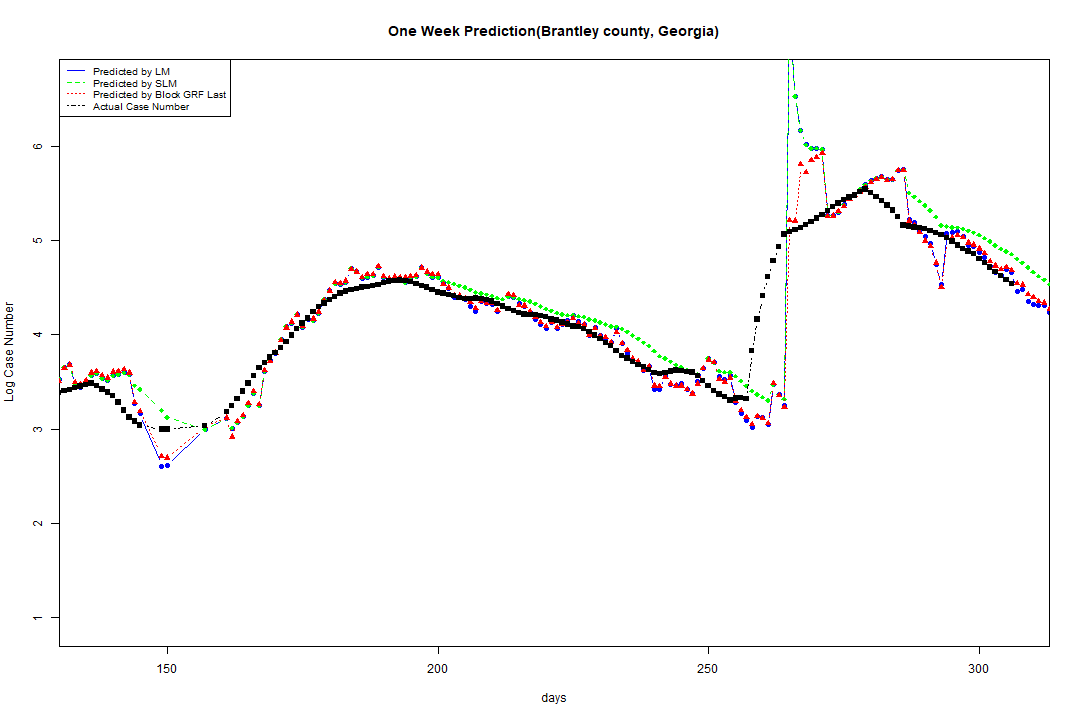 One Week Prediction(Brantley county, Georgia)
Predicted by LM
Predicted by SLM
Predicted by Block GRF Last
Actual Case Number
Log Case Number
6
5
4
3
2
1
150 200 250 300
days